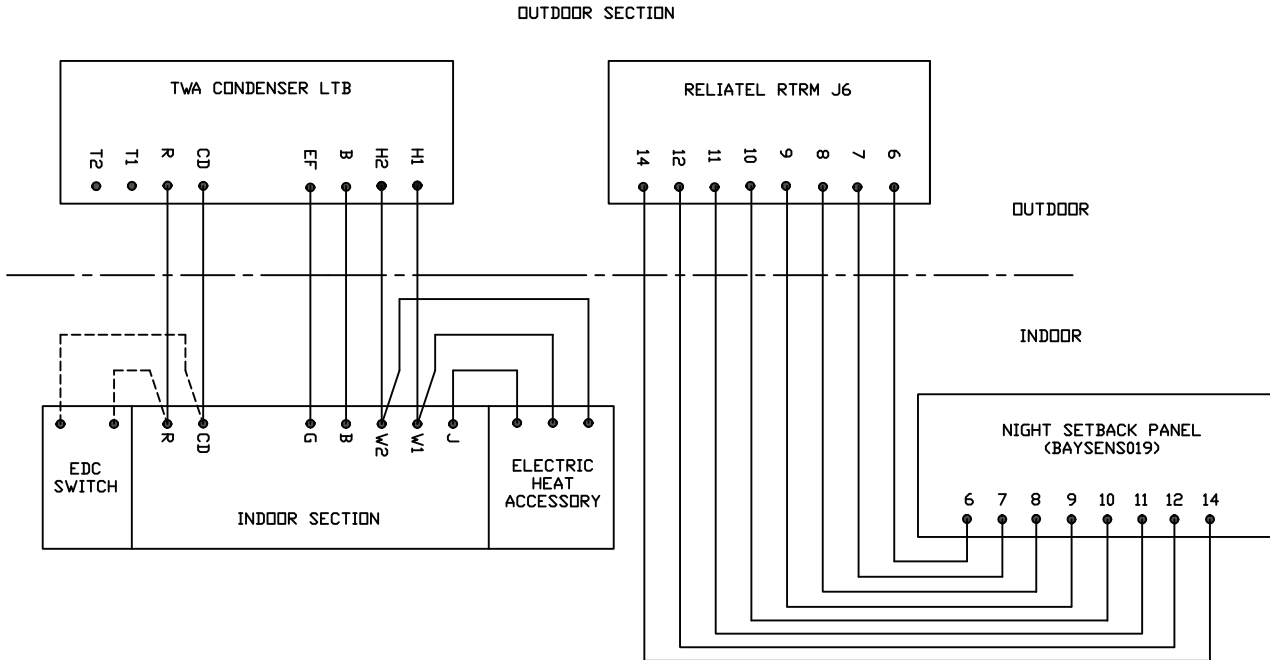 OUTDOOR SECTION
TWA CONDENSER LTB
T2 T1 R CD EF B H2 H1
RELIATEL RTRM J6
14 12 11 10 9 8 7 6
OUTDOOR
INDOOR
EDC
SWITCH
R CD G B W2 W1 J
INDOOR SECTION
ELECTRIC
HEAT
ACCESSORY
NIGHT SETBACK PANEL
(BAYSENS019)
6 7 8 9 10 11 12 14